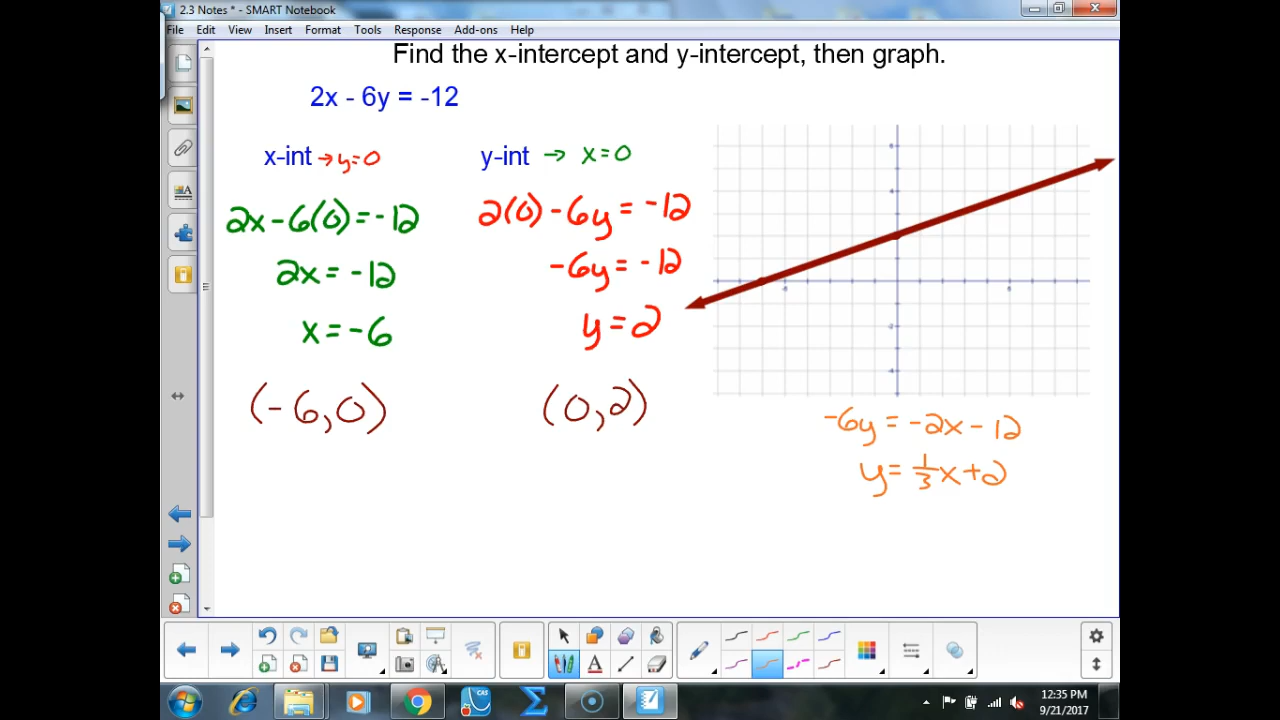 2.3 Notes * - SMART Notebook
File Edit View Insert Format Tools Response Add-ons Help
Find the x-intercept and y-intercept, then graph.
2x - 6y = -12
x-int → y=0
y-int → x=0
2x - 6(0) = -12
2x = -12
x = -6
(-6,0)
2(0) - 6y = -12
-6y = -12
y = 2
(0,2)
-6y = -2x - 12
y = 1/3 x + 2
CAS
12:35 PM
9/21/2017